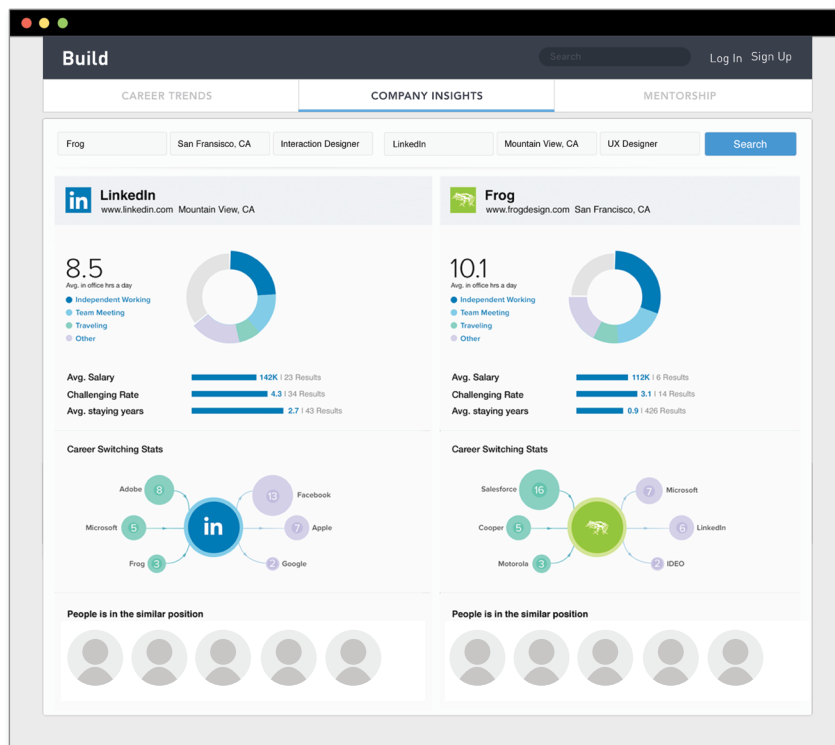 Build
Search
Log In Sign Up
CAREER TRENDS
COMPANY INSIGHTS
MENTORSHIP
Frog
San Fransisco, CA
Interaction Designer
LinkedIn
Mountain View, CA
UX Designer
Search
in
LinkedIn
www.linkedin.com Mountain View, CA
8.5
Avg. in office hrs a day
Independent Working
Team Meeting
Traveling
Other
Avg. Salary
142K | 23 Results
Challenging Rate
4.3 | 34 Results
Avg. staying years
2.7 | 43 Results
Career Switching Stats
Adobe 8
Microsoft 5
Frog 3
in
13 Facebook
7 Apple
2 Google
People is in the similar position
Frog
www.frogdesign.com San Francisco, CA
10.1
Avg. in office hrs a day
Independent Working
Team Meeting
Traveling
Other
Avg. Salary
112K | 6 Results
Challenging Rate
3.1 | 14 Results
Avg. staying years
0.9 | 426 Results
Career Switching Stats
Salesforce 16
Cooper 5
Motorola 3
7 Microsoft
6 LinkedIn
2 IDEO
People is in the similar position